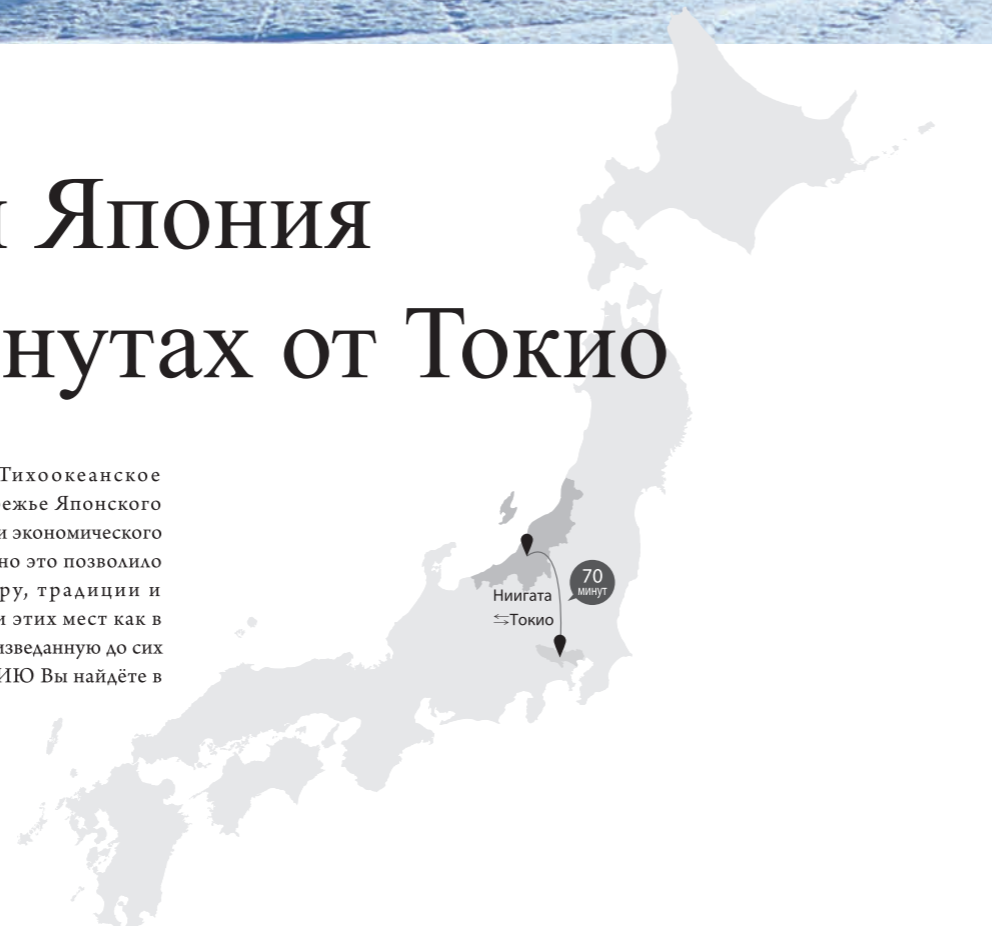 Япония
нутах от Токио
Тихоокеанское
ежье Японского
и экономического
но это позволило
ру, традиции и
и этих мест как в
изведанную до сих
ИЮ Вы найдёте в
70
минут
Ниигата
⇆Токио